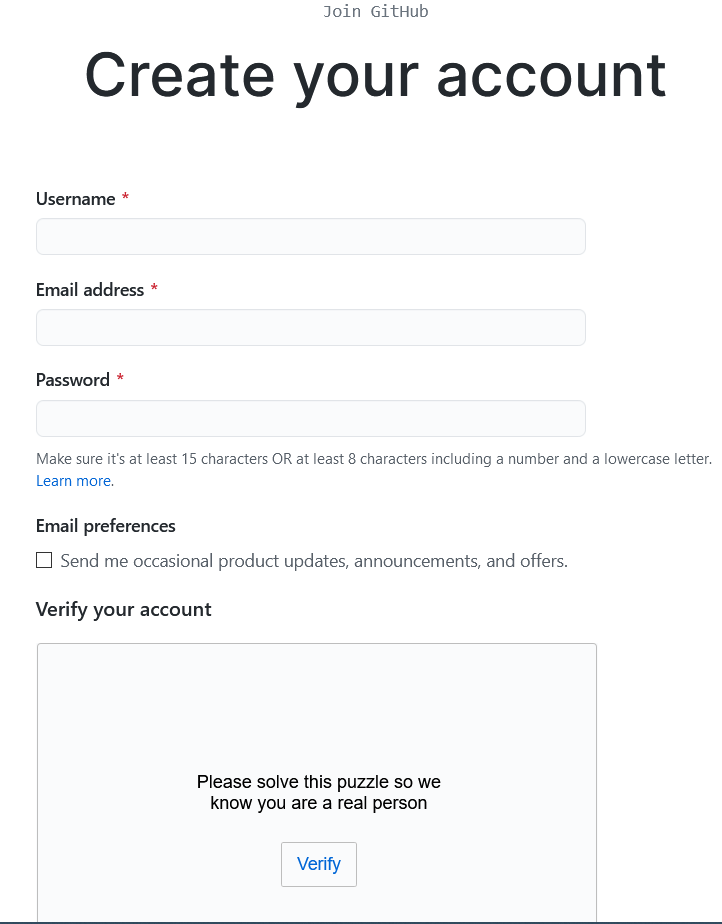 Join GitHub
Create your account
Username *
Email address *
Password *
Make sure it's at least 15 characters OR at least 8 characters including a number and a lowercase letter.
Learn more.
Email preferences
Send me occasional product updates, announcements, and offers.
Verify your account
Please solve this puzzle so we
know you are a real person
Verify